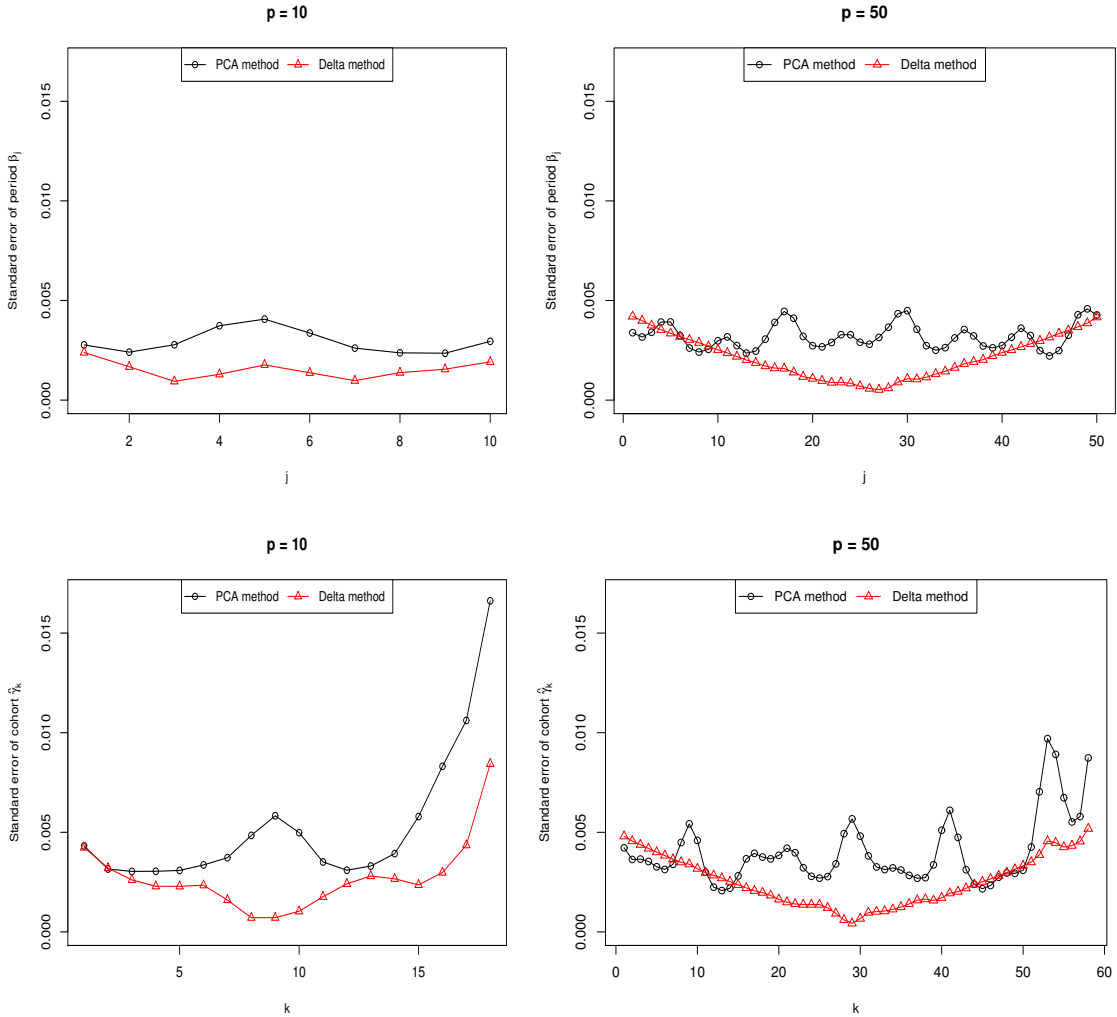 p = 10
PCA method
Delta method
Standard error of period βj
0.000
0.005
0.010
0.015
2
4
6
8
10
j
p = 50
PCA method
Delta method
Standard error of period βj
0.000
0.005
0.010
0.015
0
10
20
30
40
50
j
p = 10
PCA method
Delta method
Standard error of cohort γ̂k
0.000
0.005
0.010
0.015
5
10
15
k
p = 50
PCA method
Delta method
Standard error of cohort γ̂k
0.000
0.005
0.010
0.015
0
10
20
30
40
50
60
k